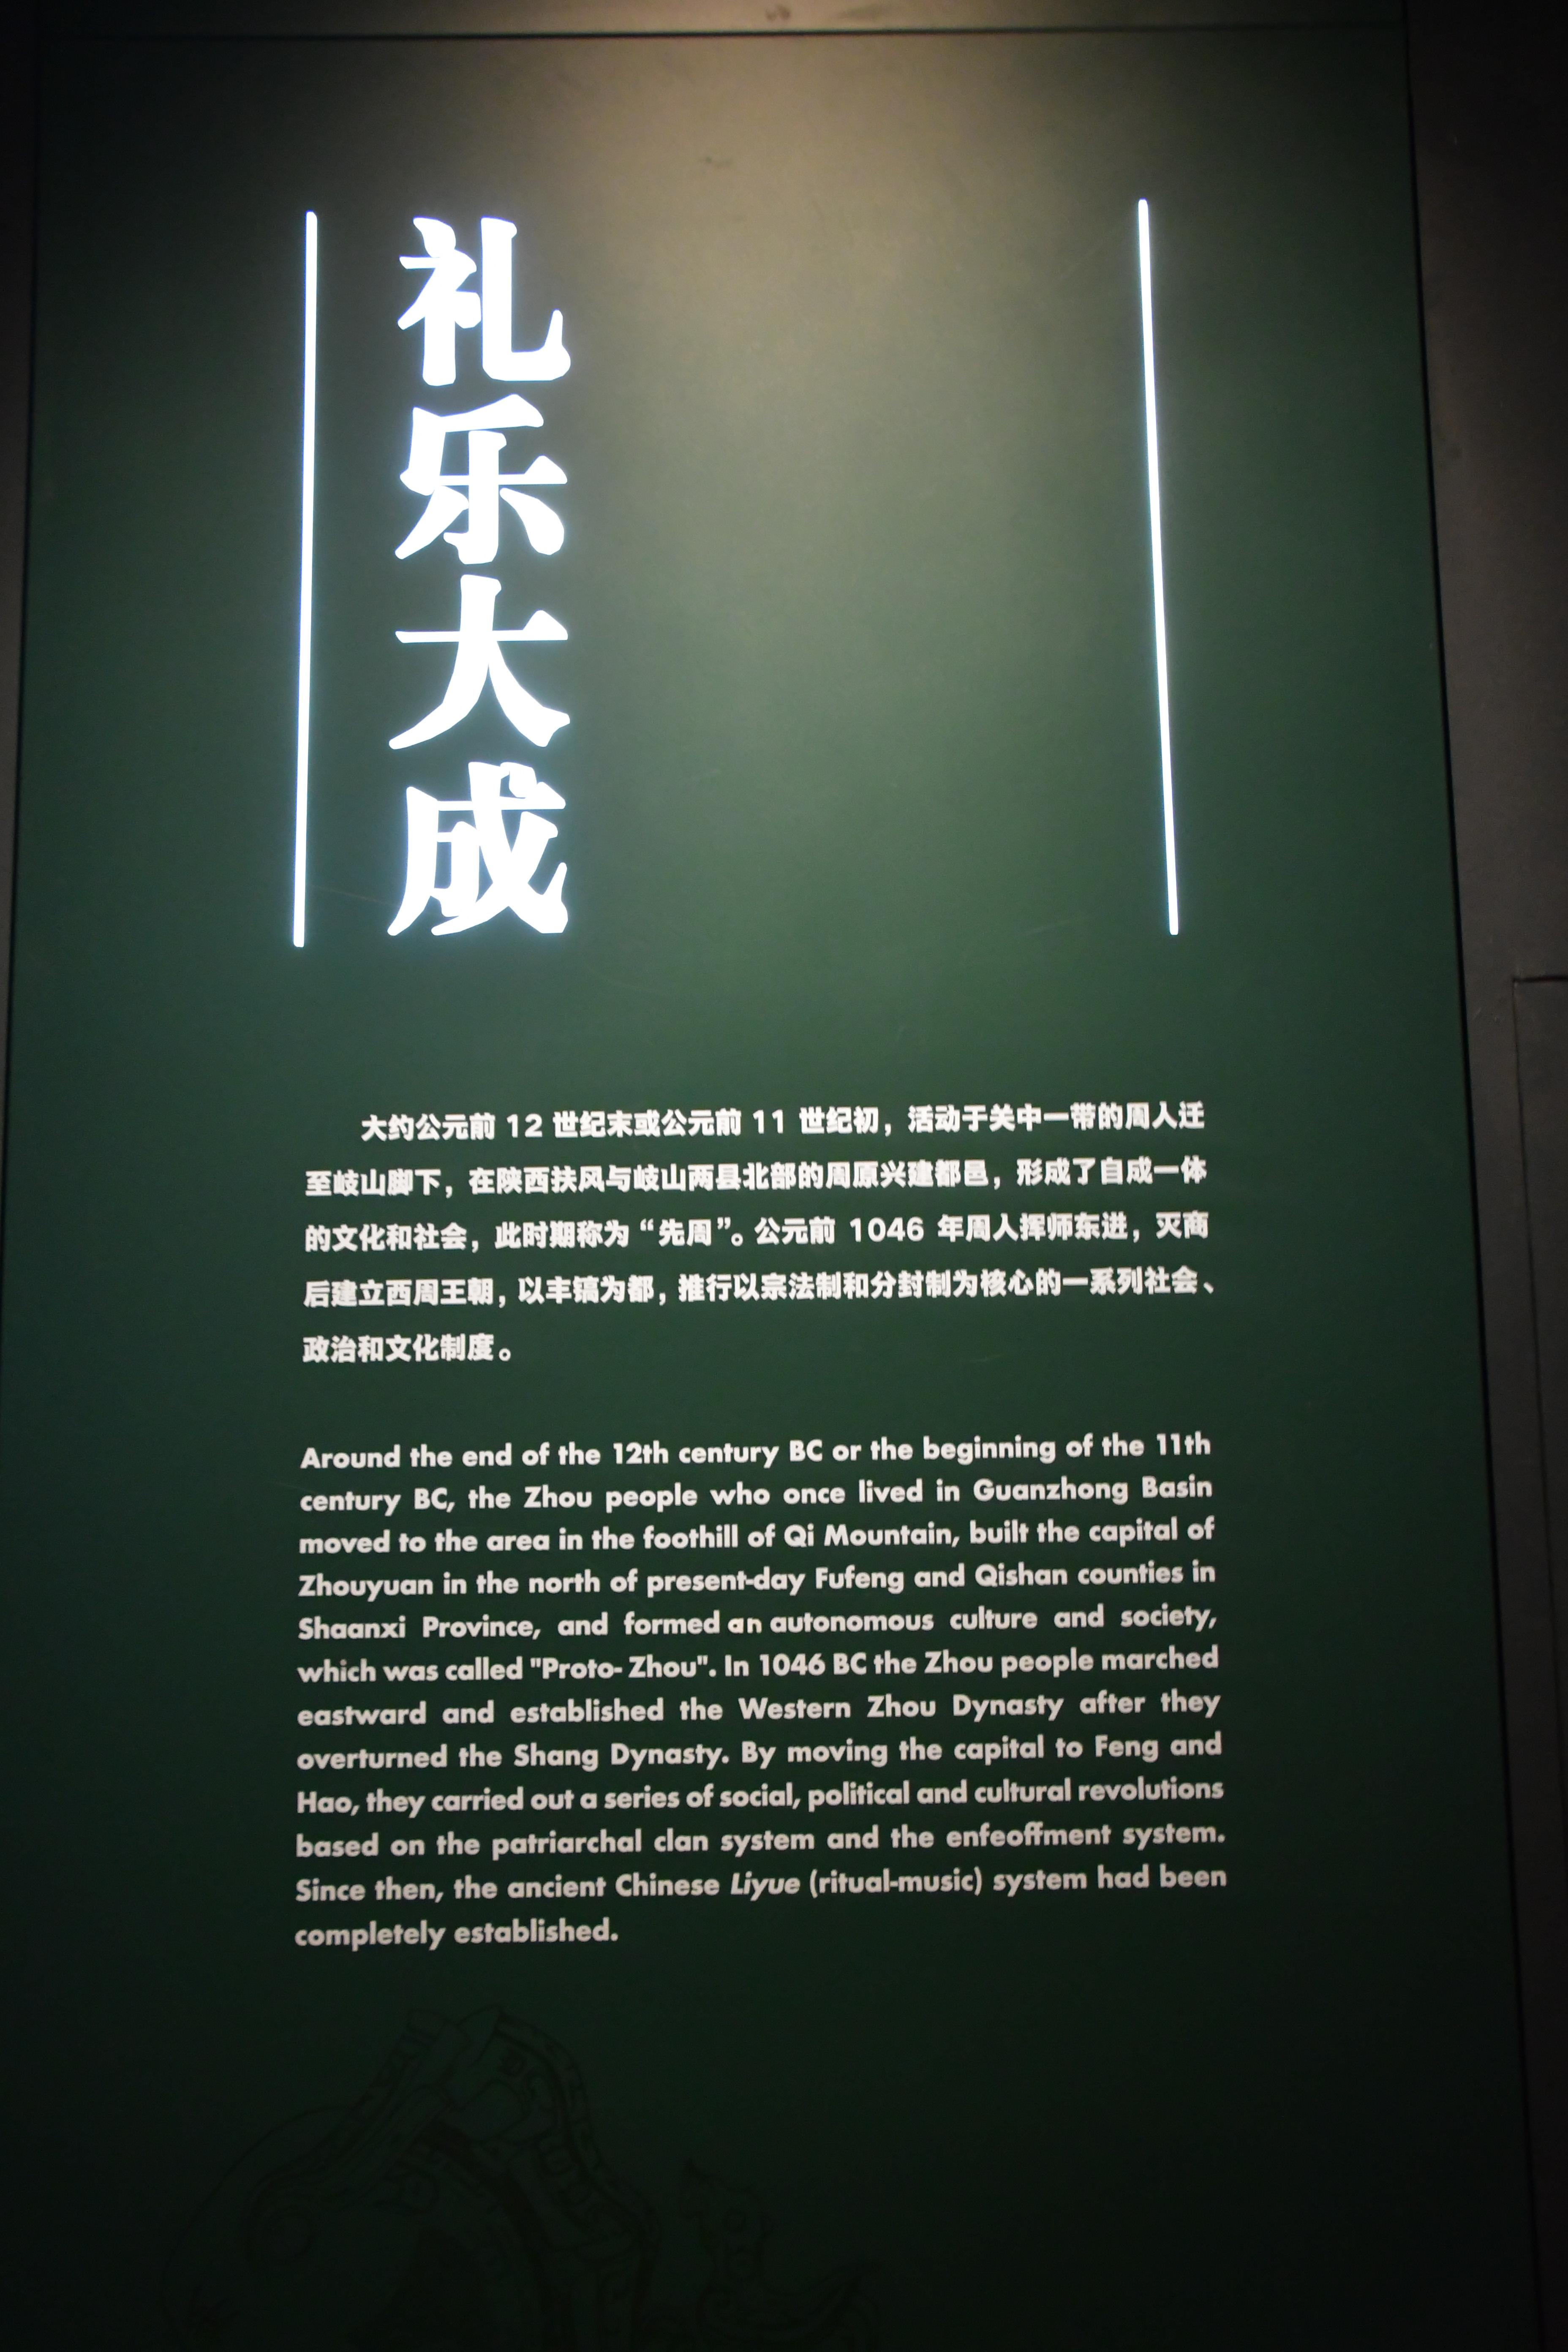 礼乐大成
大约公元前 12 世纪末或公元前 11 世纪初，活动于关中一带的周人迁
至岐山脚下，在陕西扶风与岐山两县北部的周原兴建都邑，形成了自成一体
的文化和社会，此时期称为“先周”。公元前 1046 年周人挥师东进，灭商
后建立西周王朝，以丰镐为都，推行以宗法制和分封制为核心的一系列社会、
政治和文化制度。
Around the end of the 12th century BC or the beginning of the 11th
century BC, the Zhou people who once lived in Guanzhong Basin
moved to the area in the foothill of Qi Mountain, built the capital of
Zhouyuan in the north of present-day Fufeng and Qishan counties in
Shaanxi Province, and formed an autonomous culture and society,
which was called "Proto- Zhou". In 1046 BC the Zhou people marched
eastward and established the Western Zhou Dynasty after they
overturned the Shang Dynasty. By moving the capital to Feng and
Hao, they carried out a series of social, political and cultural revolutions
based on the patriarchal clan system and the enfeoffment system.
Since then, the ancient Chinese Liyue (ritual-music) system had been
completely established.